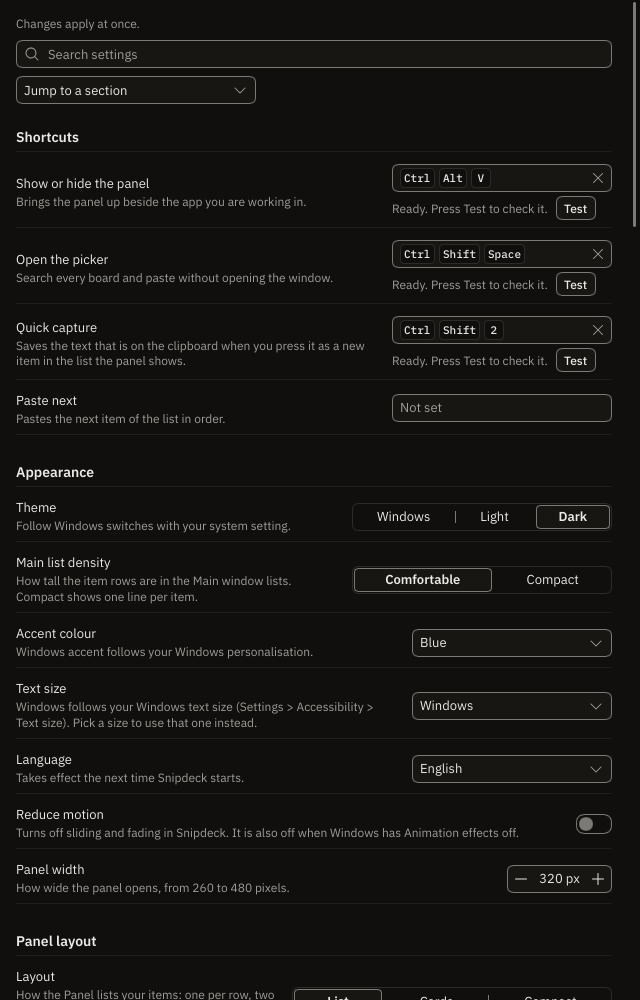 Changes apply at once.
Search settings
Jump to a section
Shortcuts
Show or hide the panel
Brings the panel up beside the app you are working in.
Ctrl Alt V
Ready. Press Test to check it. Test
Open the picker
Search every board and paste without opening the window.
Ctrl Shift Space
Ready. Press Test to check it. Test
Quick capture
Saves the text that is on the clipboard when you press it as a new
item in the list the panel shows.
Ctrl Shift 2
Ready. Press Test to check it. Test
Paste next
Pastes the next item of the list in order.
Not set
Appearance
Theme
Follow Windows switches with your system setting.
Windows Light Dark
Main list density
How tall the item rows are in the Main window lists.
Compact shows one line per item.
Comfortable Compact
Accent colour
Windows accent follows your Windows personalisation.
Blue
Text size
Windows follows your Windows text size (Settings > Accessibility >
Text size). Pick a size to use that one instead.
Windows
Language
Takes effect the next time Snipdeck starts.
English
Reduce motion
Turns off sliding and fading in Snipdeck. It is also off when Windows has Animation effects off.
Panel width
How wide the panel opens, from 260 to 480 pixels.
320 px
Panel layout
Layout
How the Panel lists your items: one per row, two
List Cards Compact